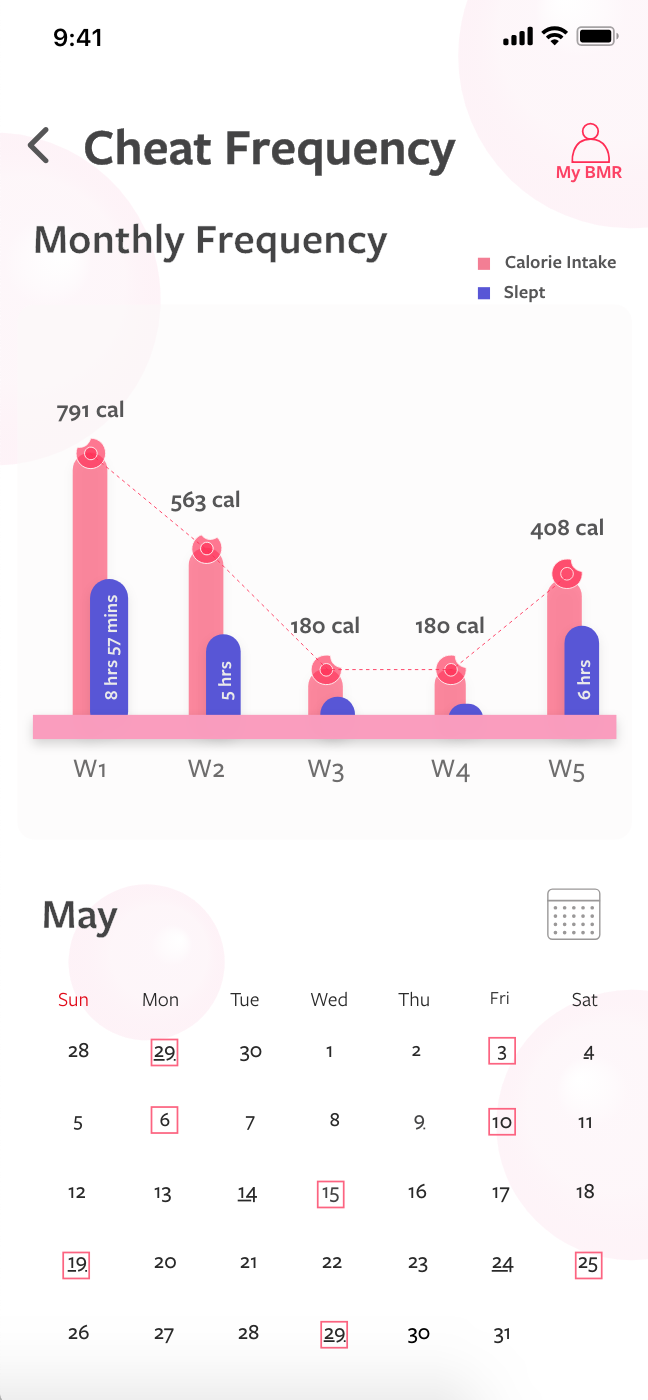 9:41
Cheat Frequency
My BMR
Monthly Frequency
Calorie Intake
Slept
791 cal
563 cal
408 cal
180 cal 180 cal
8 hrs 57 mins
5 hrs
6 hrs
W1 W2 W3 W4 W5
May
Sun Mon Tue Wed Thu Fri Sat
28 29 30 1 2 3 4
5 6 7 8 9 10 11
12 13 14 15 16 17 18
19 20 21 22 23 24 25
26 27 28 29 30 31